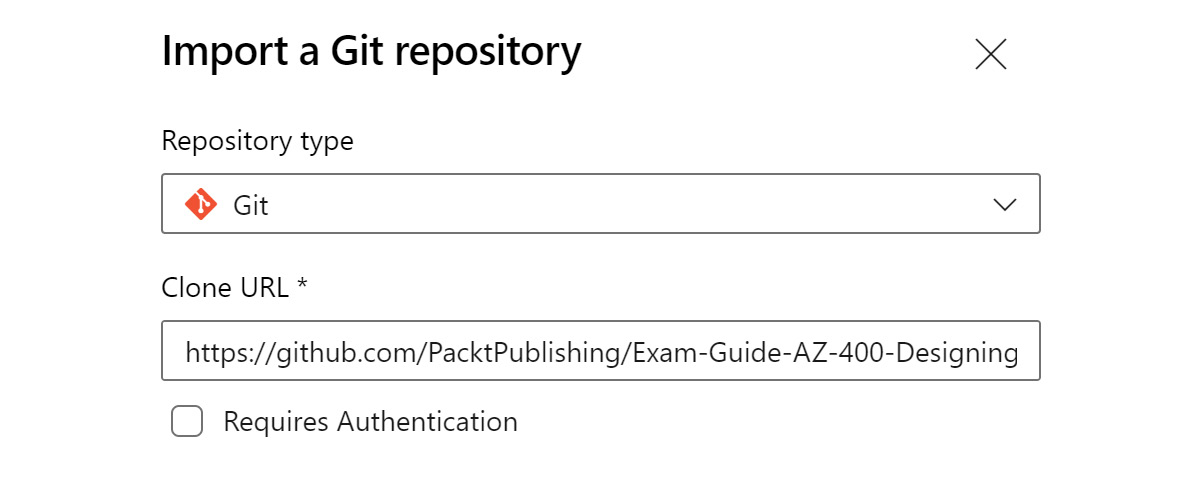 Import a Git repository
Repository type
Git
Clone URL *
https://github.com/PacktPublishing/Exam-Guide-AZ-400-Designing
Requires Authentication